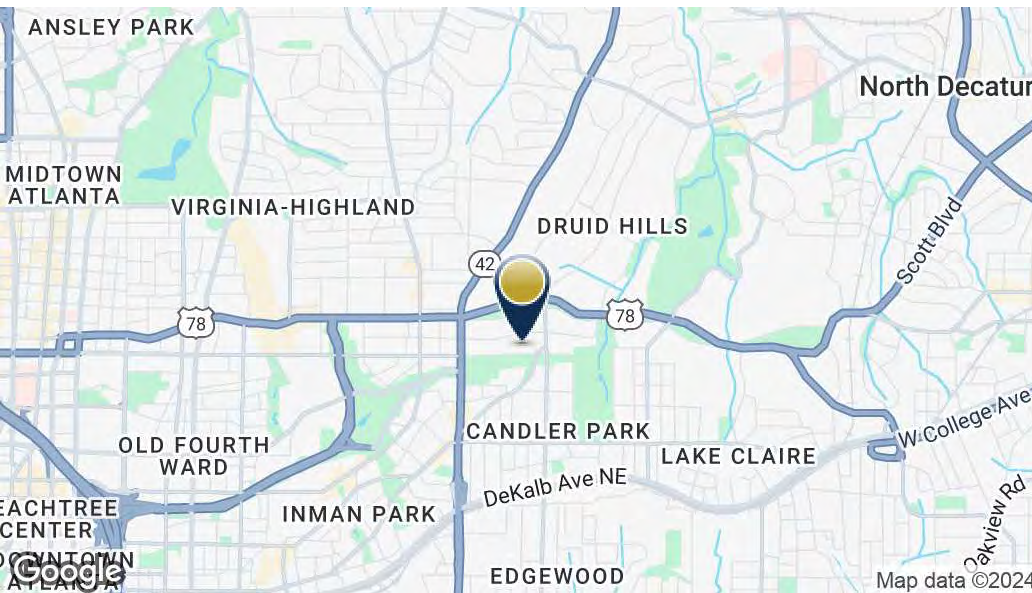 ANSLEY PARK
North Decatur
MIDTOWN
ATLANTA
VIRGINIA-HIGHLAND
DRUID HILLS
Scott Blvd
42
78
78
CANDLER PARK
OLD FOURTH
WARD
LAKE CLAIRE
W College Ave
DeKalb Ave NE
EACHTREE
CENTER
INMAN PARK
Oakview Rd
DOWNTOWN
ATLANTA
Google
EDGEWOOD
Map data ©2024